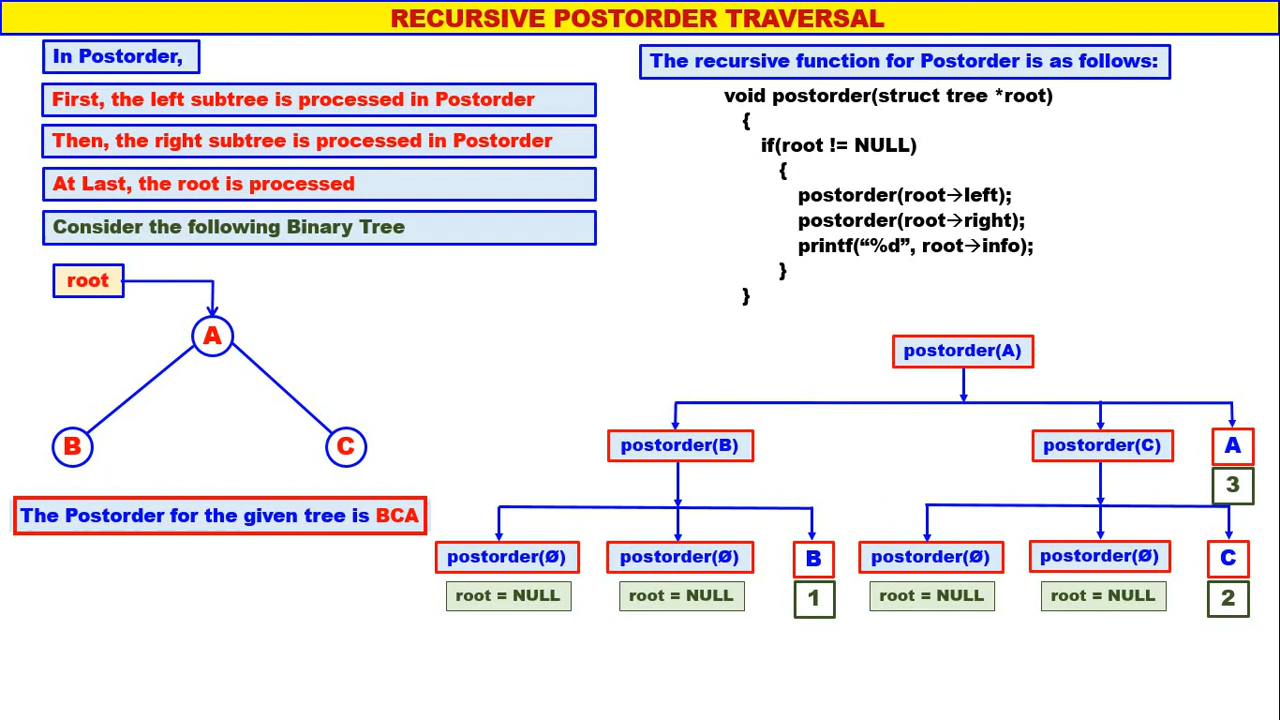 RECURSIVE POSTORDER TRAVERSAL
In Postorder,
First, the left subtree is processed in Postorder
Then, the right subtree is processed in Postorder
At Last, the root is processed
Consider the following Binary Tree
root
A
B
C
The Postorder for the given tree is BCA
The recursive function for Postorder is as follows:
void postorder(struct tree *root)
{
if(root != NULL)
{
postorder(root→left);
postorder(root→right);
printf(“%d”, root→info);
}
}
postorder(A)
postorder(B)
postorder(C)
A
3
postorder(Ø)
postorder(Ø)
B
postorder(Ø)
postorder(Ø)
C
root = NULL
root = NULL
1
root = NULL
root = NULL
2